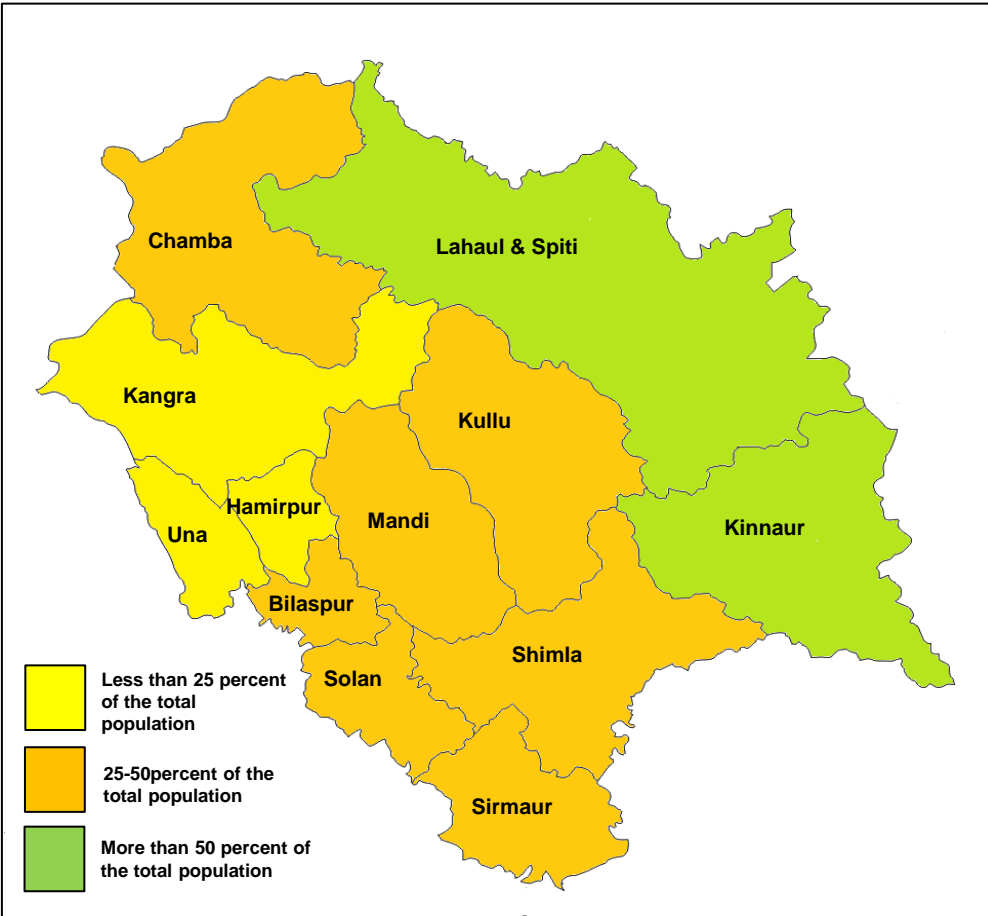 Chamba
Lahaul & Spiti
Kangra
Kullu
Hamirpur
Mandi
Una
Kinnaur
Bilaspur
Shimla
Solan
Sirmaur
Less than 25 percent
of the total
population
25-50percent of the
total population
More than 50 percent of
the total population